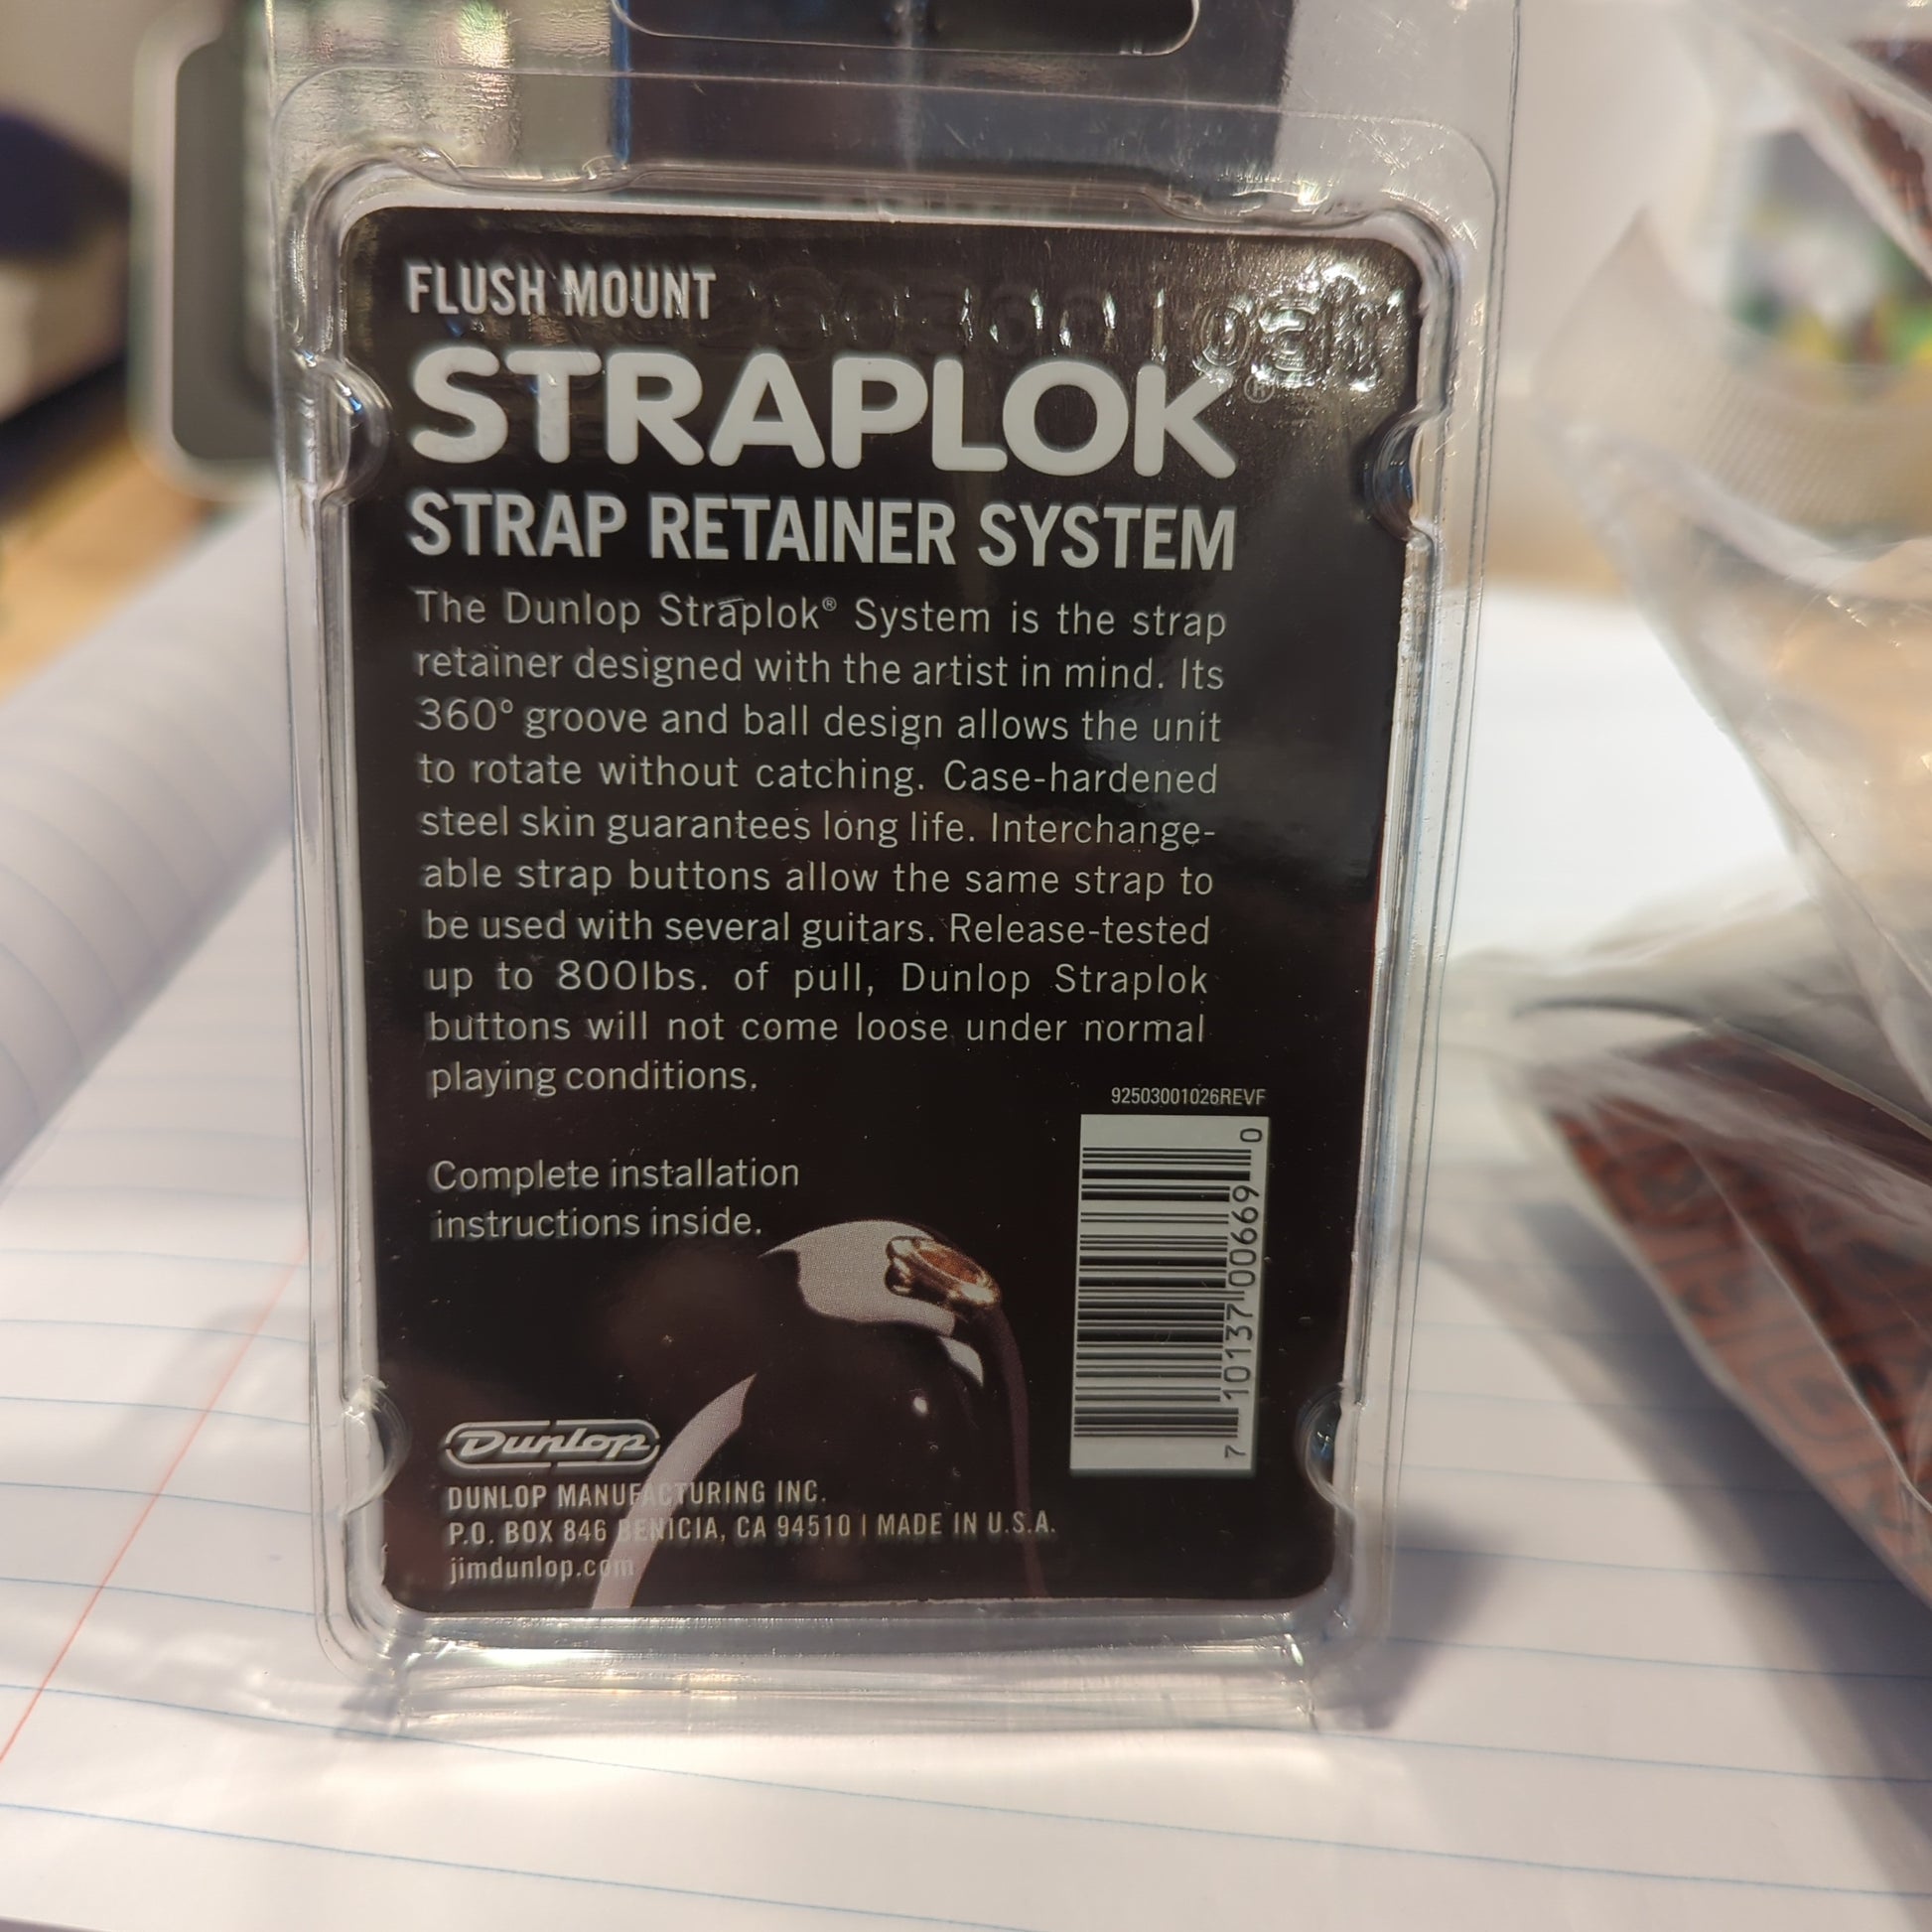 FLUSH MOUNT
STRAPLOK®
STRAP RETAINER SYSTEM
The Dunlop Straplok® System is the strap
retainer designed with the artist in mind. Its
360° groove and ball design allows the unit
to rotate without catching. Case-hardened
steel skin guarantees long life. Interchange-
able strap buttons allow the same strap to
be used with several guitars. Release-tested
up to 800lbs. of pull, Dunlop Straplok
buttons will not come loose under normal
playing conditions.
92503001026REVF
Complete installation
instructions inside.
7 10137 00669 0
Dunlop
DUNLOP MANUFACTURING INC.
P.O. BOX 846 BENICIA, CA 94510 | MADE IN U.S.A.
jimdunlop.com